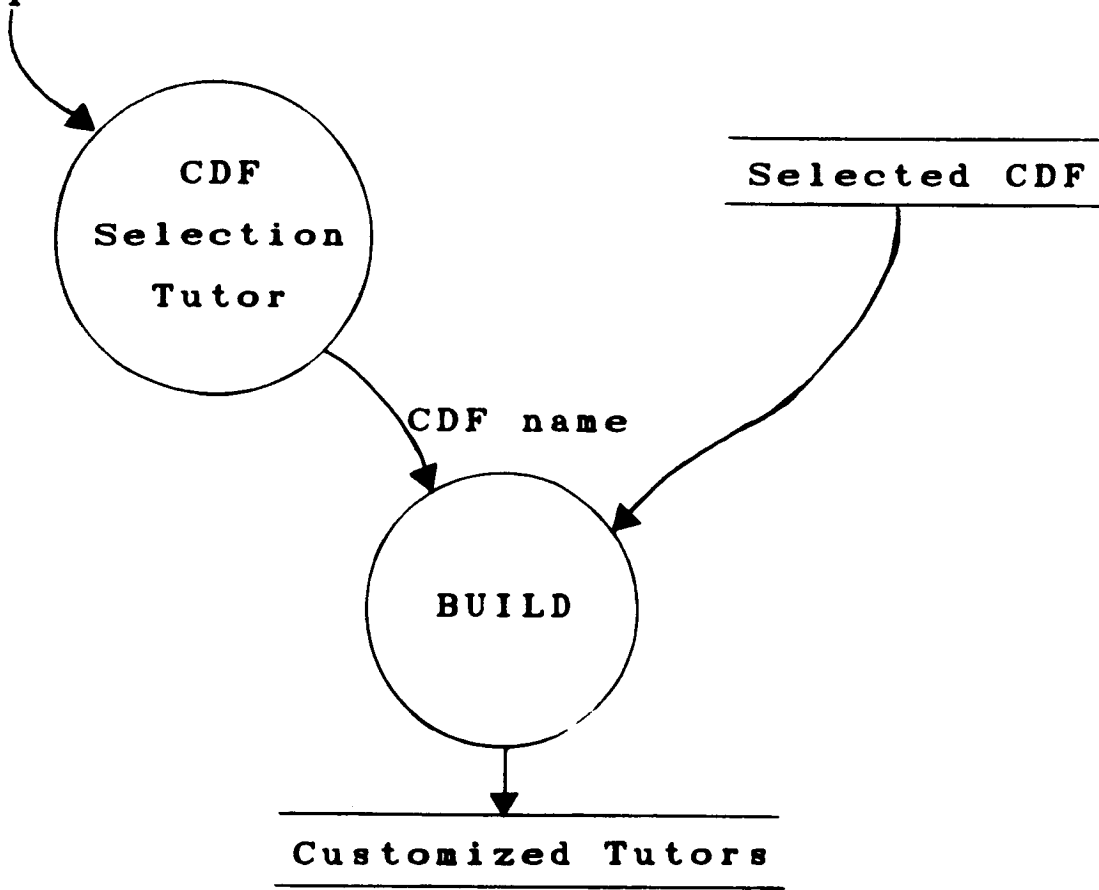 CDF
Selection
Tutor
Selected CDF
CDF name
BUILD
Customized Tutors